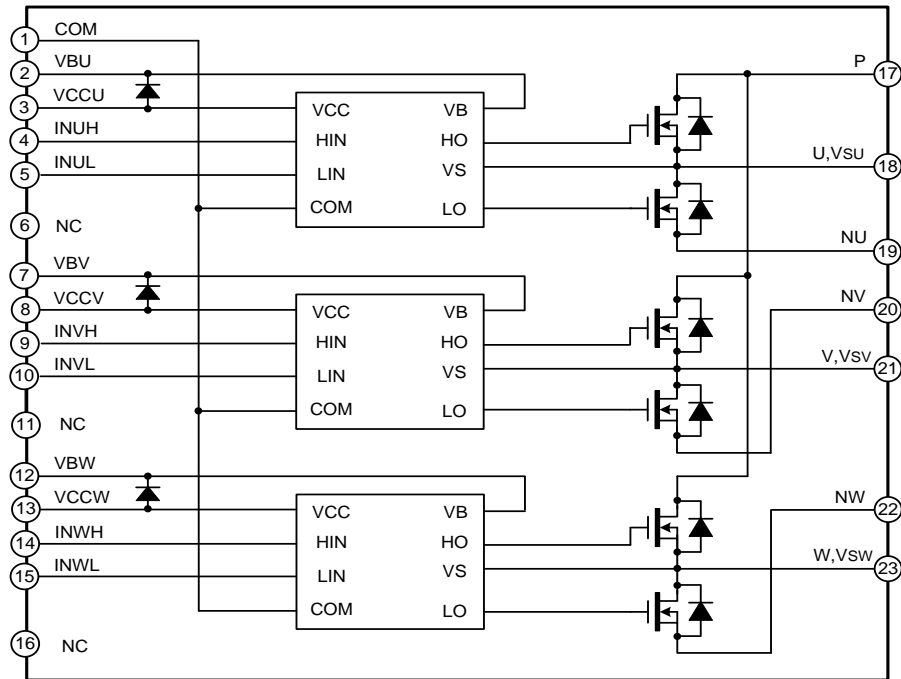 1 COM
2 VBU
3 VCCU
4 INUH
5 INUL
6 NC
7 VBV
8 VCCV
9 INVH
10 INVL
11 NC
12 VBW
13 VCCW
14 INWH
15 INWL
16 NC
VCC VB
HIN HO
LIN VS
COM LO
VCC VB
HIN HO
LIN VS
COM LO
VCC VB
HIN HO
LIN VS
COM LO
P 17
U,VSU 18
NU 19
NV 20
V,VSV 21
NW 22
W,VSW 23